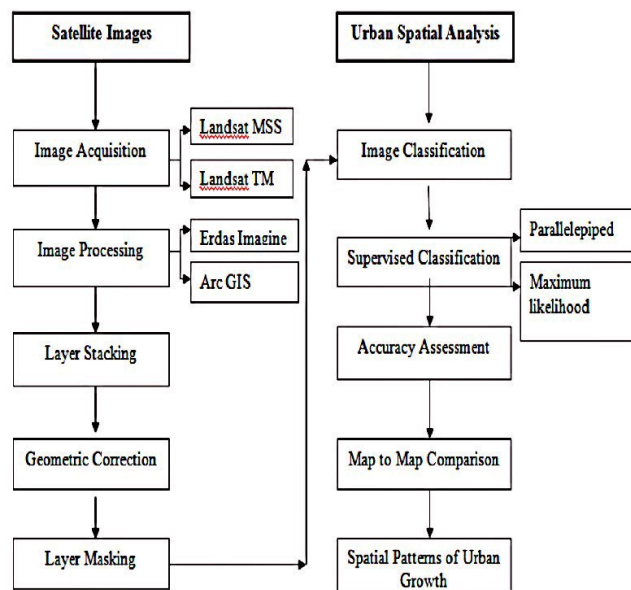 Satellite Images
Image Acquisition
Landsat MSS
Landsat TM
Image Processing
Erdas Imagine
Arc GIS
Layer Stacking
Geometric Correction
Layer Masking
Urban Spatial Analysis
Image Classification
Supervised Classification
Parallelepiped
Maximum
likelihood
Accuracy Assessment
Map to Map Comparison
Spatial Patterns of Urban
Growth